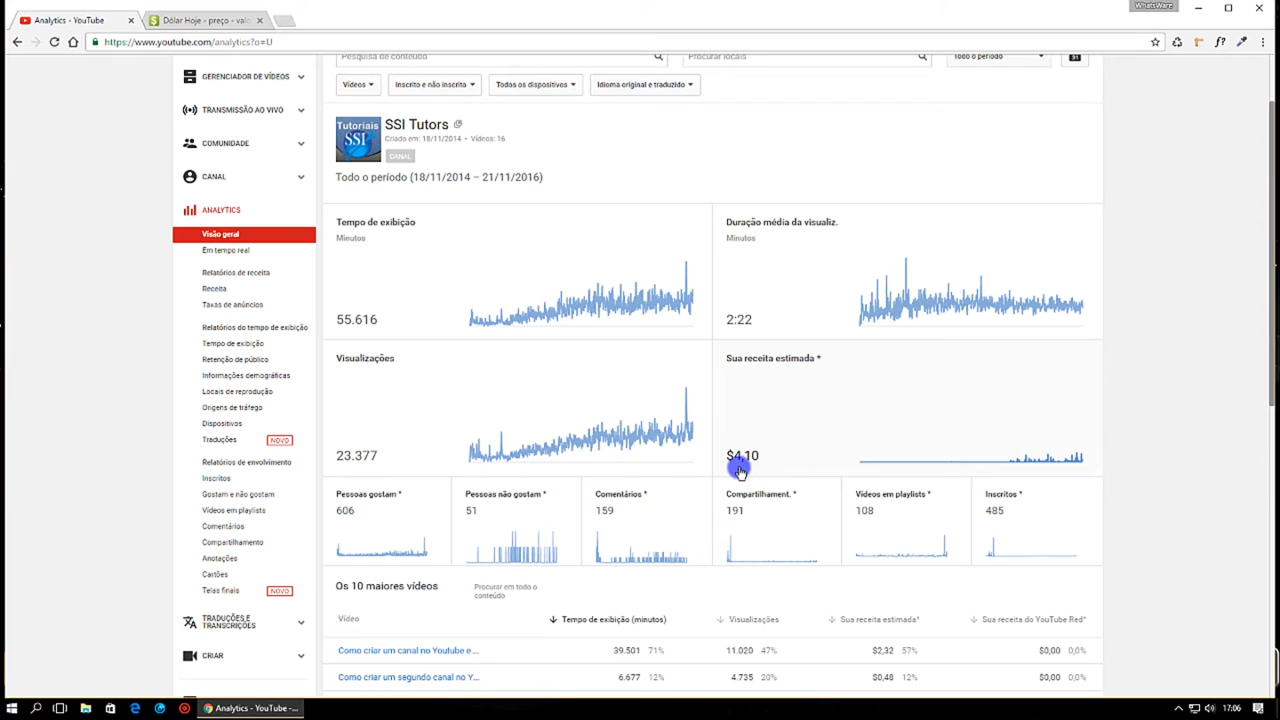 WhatsWare
Analytics - YouTube
Dólar Hoje - preço - valo
https://www.youtube.com/analytics?o=U
Pesquisa de conteúdo
Procurar locais
Todo o período
GERENCIADOR DE VÍDEOS
Vídeos
Inscrito e não inscrito
Todos os dispositivos
Idioma original e traduzido
TRANSMISSÃO AO VIVO
COMUNIDADE
CANAL
ANALYTICS
Visão geral
Em tempo real
Relatórios de receita
Receita
Taxas de anúncios
Relatórios do tempo de exibição
Tempo de exibição
Retenção de público
Informações demográficas
Locais de reprodução
Origens de tráfego
Dispositivos
Traduções NOVO
Relatórios de envolvimento
Inscritos
Gostam e não gostam
Vídeos em playlists
Comentários
Compartilhamento
Anotações
Cartões
Telas finais NOVO
TRADUÇÕES E
TRANSCRIÇÕES
CRIAR
Tutoriais
SSI
SSI Tutors
Criado em: 18/11/2014 • Vídeos: 16
CANAL
Todo o período (18/11/2014 – 21/11/2016)
Tempo de exibição
Minutos
55.616
Duração média da visualiz.
Minutos
2:22
Visualizações
23.377
Sua receita estimada *
$4,10
Pessoas gostam *
606
Pessoas não gostam *
51
Comentários *
159
Compartilhament. *
191
Vídeos em playlists *
108
Inscritos *
485
Os 10 maiores vídeos
Procurar em todo o
conteúdo
Vídeo Tempo de exibição (minutos) Visualizações Sua receita estimada* Sua receita do YouTube Red*
Como criar um canal no Youtube e ... 39.501 71% 11.020 47% $2,32 57% $0,00 0,0%
Como criar um segundo canal no Y... 6.677 12% 4.735 20% $0,48 12% $0,00 0,0%
Analytics - YouTube -...
17:06